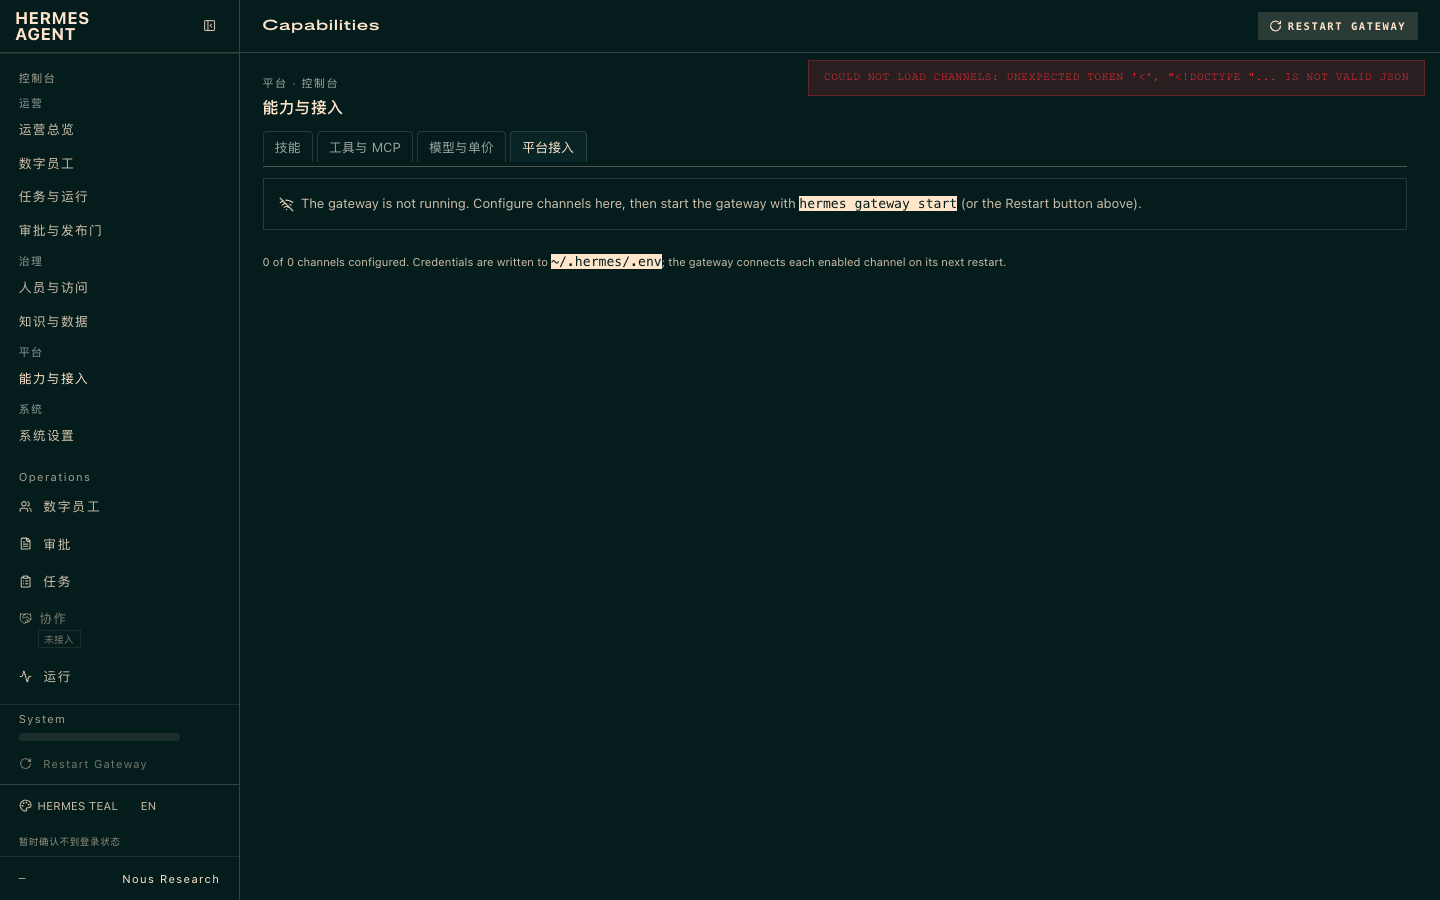 HERMES
AGENT
控制台
运营
运营总览
数字员工
任务与运行
审批与发布门
治理
人员与访问
知识与数据
平台
能力与接入
系统
系统设置
Operations
数字员工
审批
任务
协作
未接入
运行
System
Restart Gateway
HERMES TEAL EN
暂时确认不到登录状态
— Nous Research
Capabilities
RESTART GATEWAY
COULD NOT LOAD CHANNELS: UNEXPECTED TOKEN '<', "<!DOCTYPE "... IS NOT VALID JSON
平台 · 控制台
能力与接入
技能 工具与 MCP 模型与单价 平台接入
The gateway is not running. Configure channels here, then start the gateway with hermes gateway start (or the Restart button above).
0 of 0 channels configured. Credentials are written to ~/.hermes/.env; the gateway connects each enabled channel on its next restart.